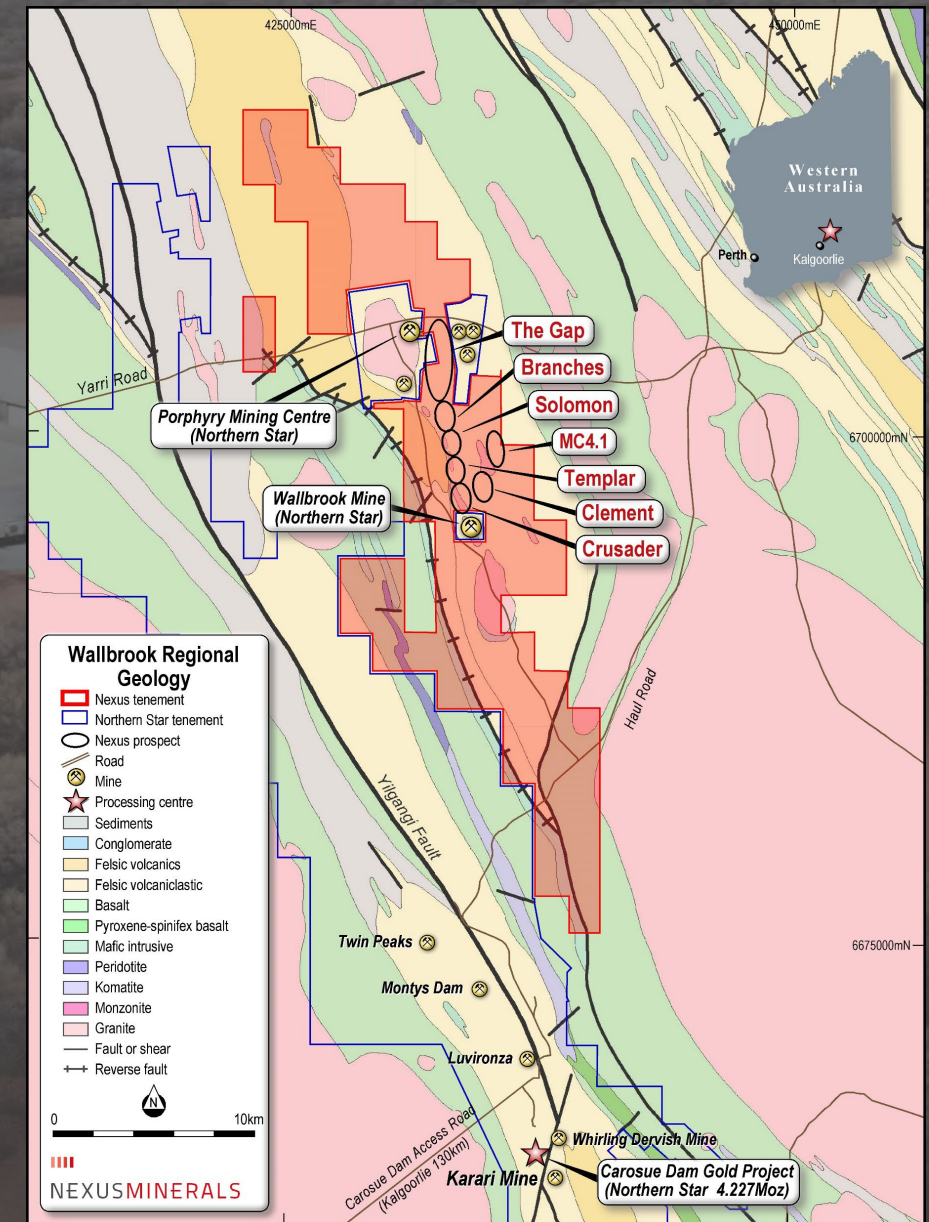 425000mE
450000mE
Western
Australia
Perth
Kalgoorlie
The Gap
Branches
Solomon
MC4.1
Templar
Clement
Crusader
Yarri Road
Porphyry Mining Centre
(Northern Star)
6700000mN
Wallbrook Mine
(Northern Star)
Haul Road
Yilgangi Fault
Wallbrook Regional
Geology
Nexus tenement
Northern Star tenement
Nexus prospect
Road
Mine
Processing centre
Sediments
Conglomerate
Felsic volcanics
Felsic volcaniclastic
Basalt
Pyroxene-spinifex basalt
Mafic intrusive
Peridotite
Komatite
Monzonite
Granite
Fault or shear
Reverse fault
N
0 10km
NEXUSMINERALS
Twin Peaks
6675000mN
Montys Dam
Luvironza
Carosue Dam Access Road
(Kalgoorlie 130km)
Whirling Dervish Mine
Karari Mine
Carosue Dam Gold Project
(Northern Star 4.227Moz)